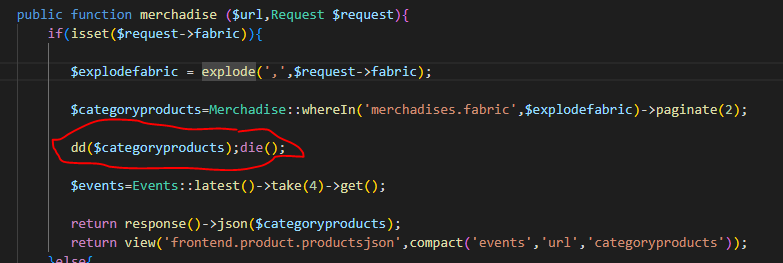 public function merchadise ($url,Request $request){
if(isset($request->fabric)){
$explodefabric = explode(',',$request->fabric);
$categoryproducts=Merchadise::whereIn('merchadises.fabric',$explodefabric)->paginate(2);
dd($categoryproducts);die();
$events=Events::latest()->take(4)->get();
return response()->json($categoryproducts);
return view('frontend.product.productsjson',compact('events','url','categoryproducts'));
}else{